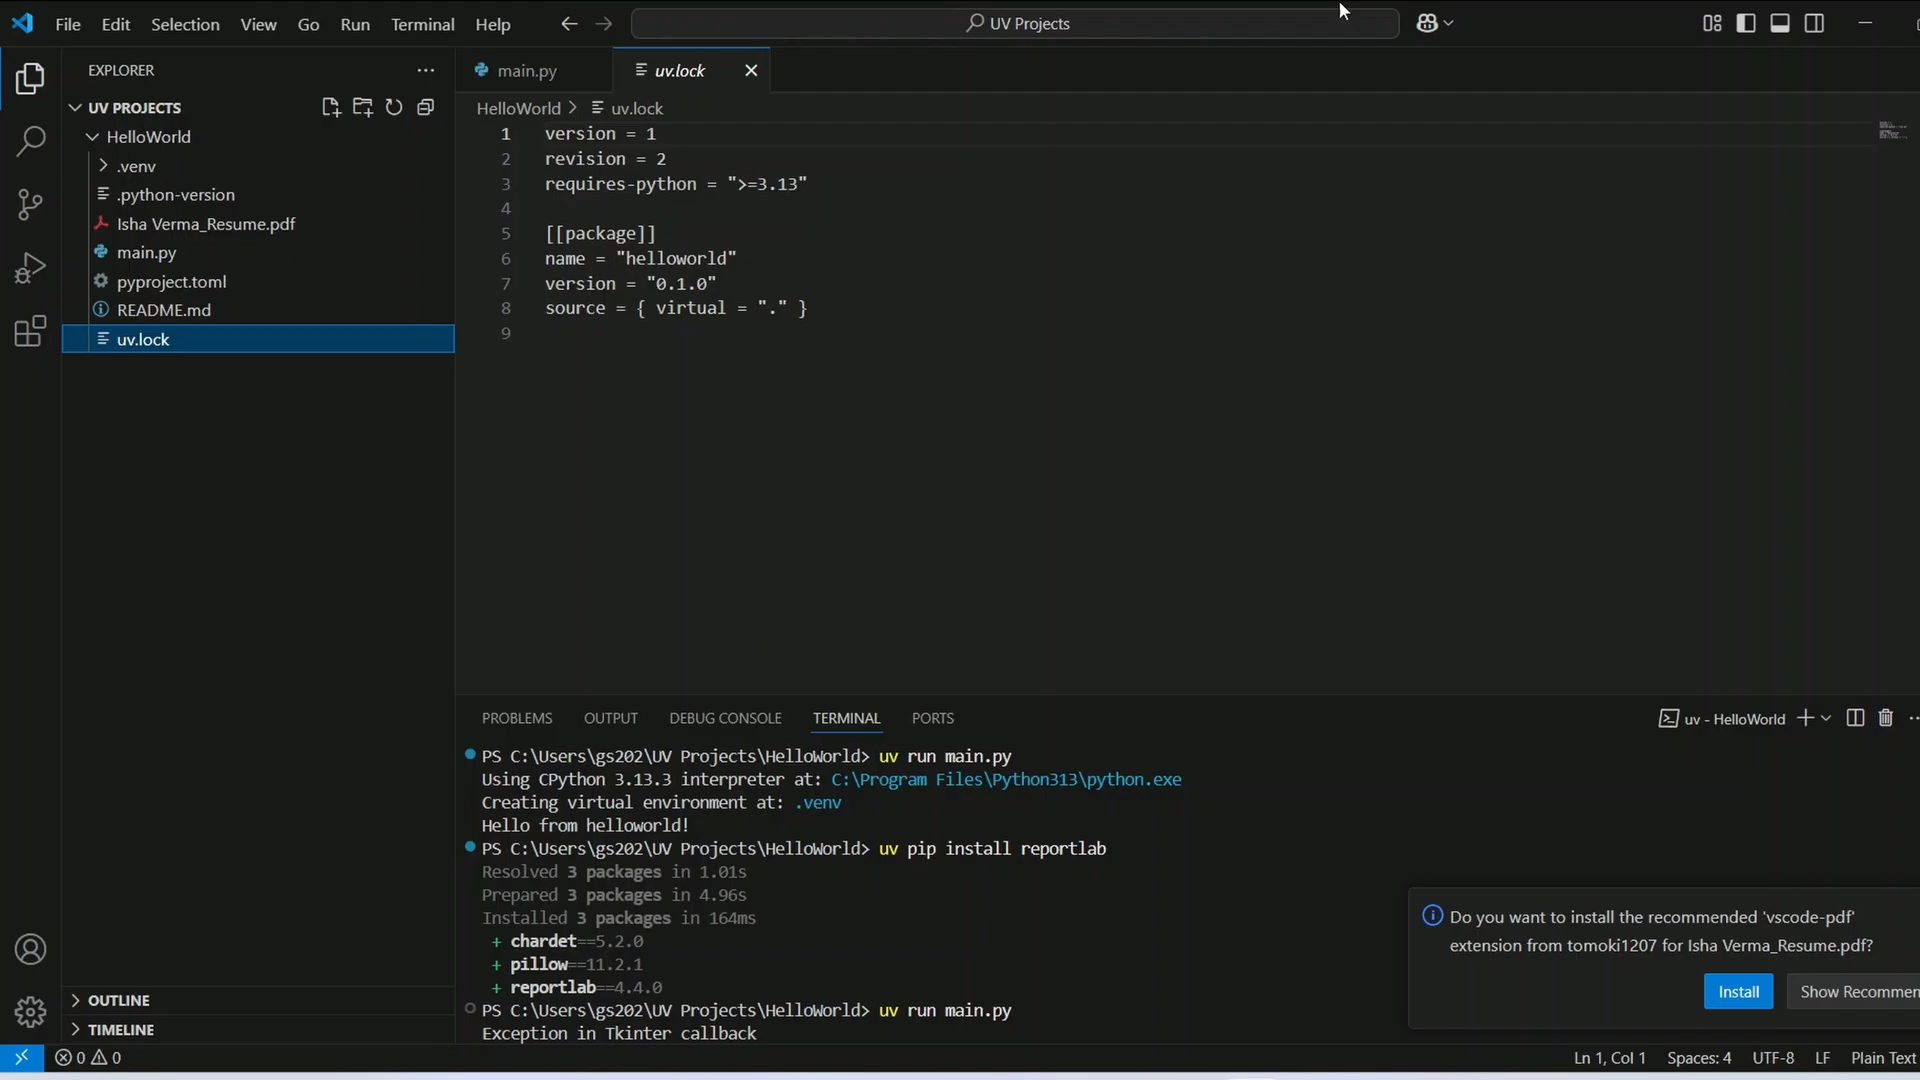 File Edit Selection View Go Run Terminal Help
UV Projects
EXPLORER
UV PROJECTS
HelloWorld
.venv
.python-version
Isha Verma_Resume.pdf
main.py
pyproject.toml
README.md
uv.lock
OUTLINE
TIMELINE
main.py
uv.lock
HelloWorld > uv.lock
1 version = 1
2 revision = 2
3 requires-python = ">=3.13"
4
5 [[package]]
6 name = "helloworld"
7 version = "0.1.0"
8 source = { virtual = "." }
9
PROBLEMS OUTPUT DEBUG CONSOLE TERMINAL PORTS
uv - HelloWorld
PS C:\Users\gs202\UV Projects\HelloWorld> uv run main.py
Using CPython 3.13.3 interpreter at: C:\Program Files\Python313\python.exe
Creating virtual environment at: .venv
Hello from helloworld!
PS C:\Users\gs202\UV Projects\HelloWorld> uv pip install reportlab
Resolved 3 packages in 1.01s
Prepared 3 packages in 4.96s
Installed 3 packages in 164ms
+ chardet==5.2.0
+ pillow==11.2.1
+ reportlab==4.4.0
PS C:\Users\gs202\UV Projects\HelloWorld> uv run main.py
Exception in Tkinter callback
Do you want to install the recommended 'vscode-pdf'
extension from tomoki1207 for Isha Verma_Resume.pdf?
Install
Show Recommen
0 0
Ln 1, Col 1 Spaces: 4 UTF-8 LF Plain Text